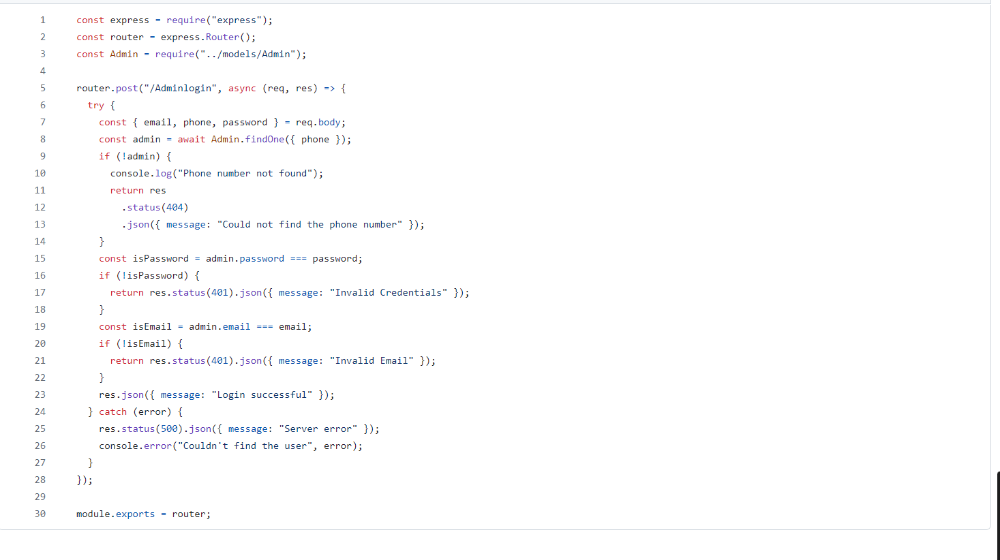 1 const express = require("express");
2 const router = express.Router();
3 const Admin = require("../models/Admin");
4
5 router.post("/Adminlogin", async (req, res) => {
6   try {
7     const { email, phone, password } = req.body;
8     const admin = await Admin.findOne({ phone });
9     if (!admin) {
10       console.log("Phone number not found");
11       return res
12         .status(404)
13         .json({ message: "Could not find the phone number" });
14     }
15     const isPassword = admin.password === password;
16     if (!isPassword) {
17       return res.status(401).json({ message: "Invalid Credentials" });
18     }
19     const isEmail = admin.email === email;
20     if (!isEmail) {
21       return res.status(401).json({ message: "Invalid Email" });
22     }
23     res.json({ message: "Login successful" });
24   } catch (error) {
25     res.status(500).json({ message: "Server error" });
26     console.error("Couldn't find the user", error);
27   }
28 });
29
30 module.exports = router;